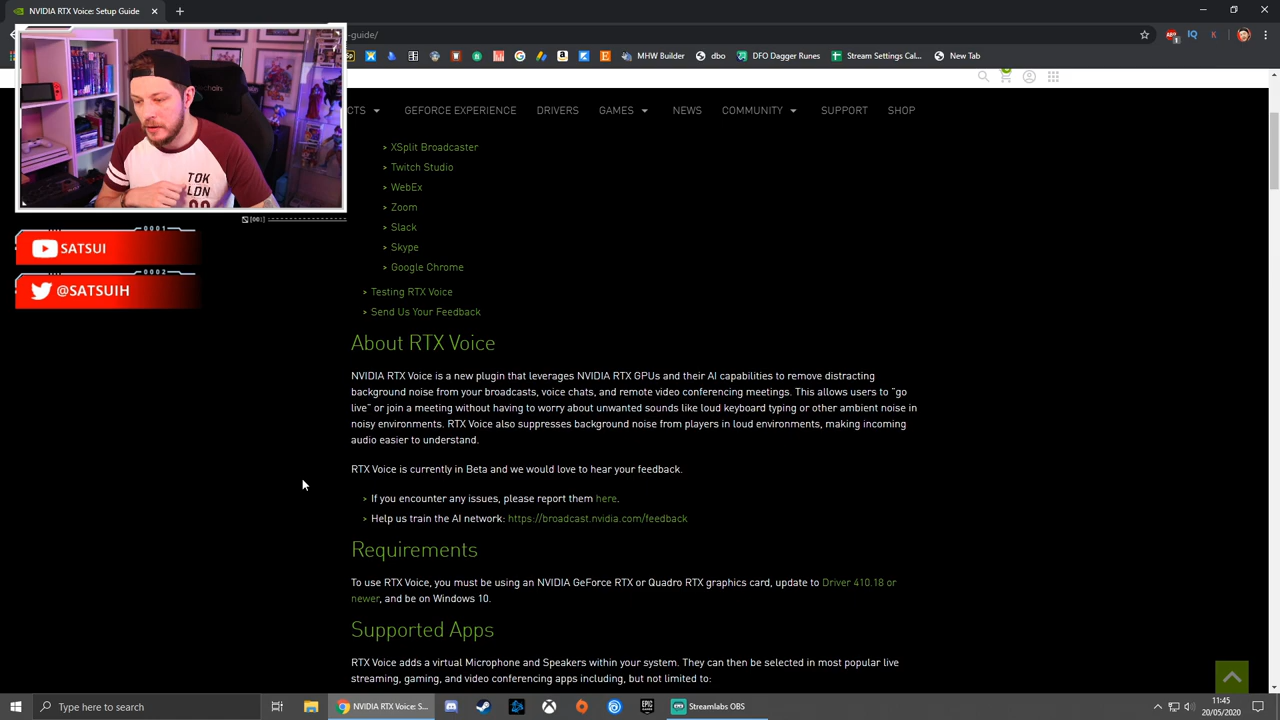 NVIDIA RTX Voice: Setup Guide
-guide/
MHW Builder
dbo
DFO Dagger Runes
Stream Settings Cal...
New Tab
CTS
GEFORCE EXPERIENCE
DRIVERS
GAMES
NEWS
COMMUNITY
SUPPORT
SHOP
TOK
LDN
[00:]
0001
SATSUI
0002
@SATSUIH
> XSplit Broadcaster
> Twitch Studio
> WebEx
> Zoom
> Slack
> Skype
> Google Chrome
> Testing RTX Voice
> Send Us Your Feedback
About RTX Voice
NVIDIA RTX Voice is a new plugin that leverages NVIDIA RTX GPUs and their AI capabilities to remove distracting
background noise from your broadcasts, voice chats, and remote video conferencing meetings. This allows users to "go
live" or join a meeting without having to worry about unwanted sounds like loud keyboard typing or other ambient noise in
noisy environments. RTX Voice also suppresses background noise from players in loud environments, making incoming
audio easier to understand.
RTX Voice is currently in Beta and we would love to hear your feedback.
> If you encounter any issues, please report them here.
> Help us train the AI network: https://broadcast.nvidia.com/feedback
Requirements
To use RTX Voice, you must be using an NVIDIA GeForce RTX or Quadro RTX graphics card, update to Driver 410.18 or
newer, and be on Windows 10.
Supported Apps
RTX Voice adds a virtual Microphone and Speakers within your system. They can then be selected in most popular live
streaming, gaming, and video conferencing apps including, but not limited to:
Type here to search
NVIDIA RTX Voice: S...
EPIC
Streamlabs OBS
11:45
20/05/2020